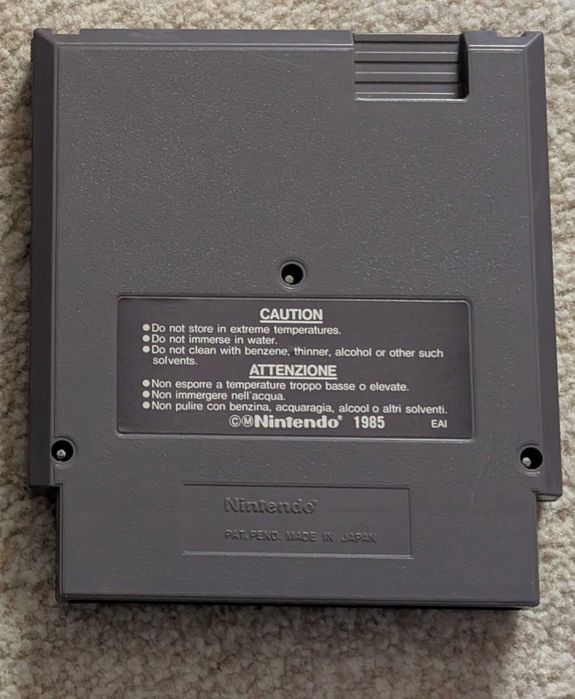 CAUTION
●Do not store in extreme temperatures.
●Do not immerse in water.
●Do not clean with benzene, thinner, alcohol or other such
solvents.
ATTENZIONE
●Non esporre a temperature troppo basse o elevate.
●Non immergere nell'acqua.
●Non pulire con benzina, acquaragia, alcool o altri solventi.
©ⓂNintendo® 1985 EAI
Nintendo®
PAT. PEND. MADE IN JAPAN